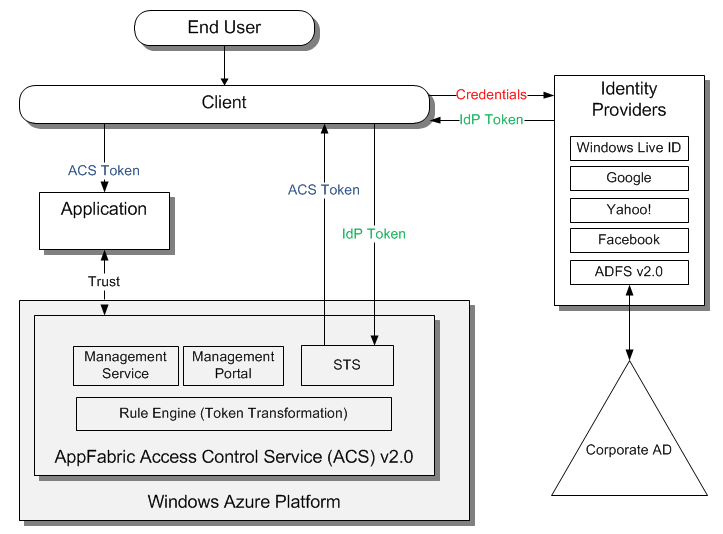 End User
Client
Credentials
IdP Token
Identity
Providers
Windows Live ID
Google
Yahoo!
Facebook
ADFS v2.0
ACS Token
Application
Trust
ACS Token
IdP Token
Management
Service
Management
Portal
STS
Rule Engine (Token Transformation)
AppFabric Access Control Service (ACS) v2.0
Windows Azure Platform
Corporate AD